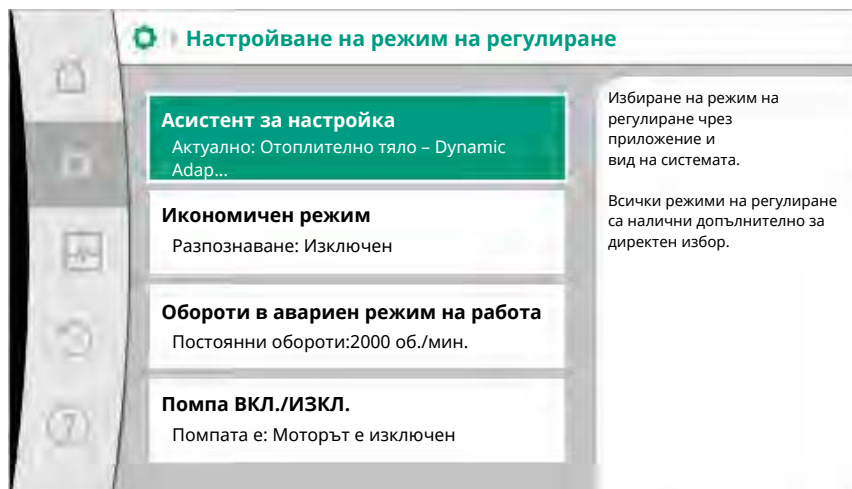 Настройване на режим на регулиране
Асистент за настройка
Актуално: Отоплително тяло – Dynamic
Adap...
Икономичен режим
Разпознаване: Изключен
Обороти в авариен режим на работа
Постоянни обороти:2000 об./мин.
Помпа ВКЛ./ИЗКЛ.
Помпата е: Моторът е изключен
Избиране на режим на
регулиране чрез
приложение и
вид на системата.
Всички режими на регулиране
са налични допълнително за
директен избор.